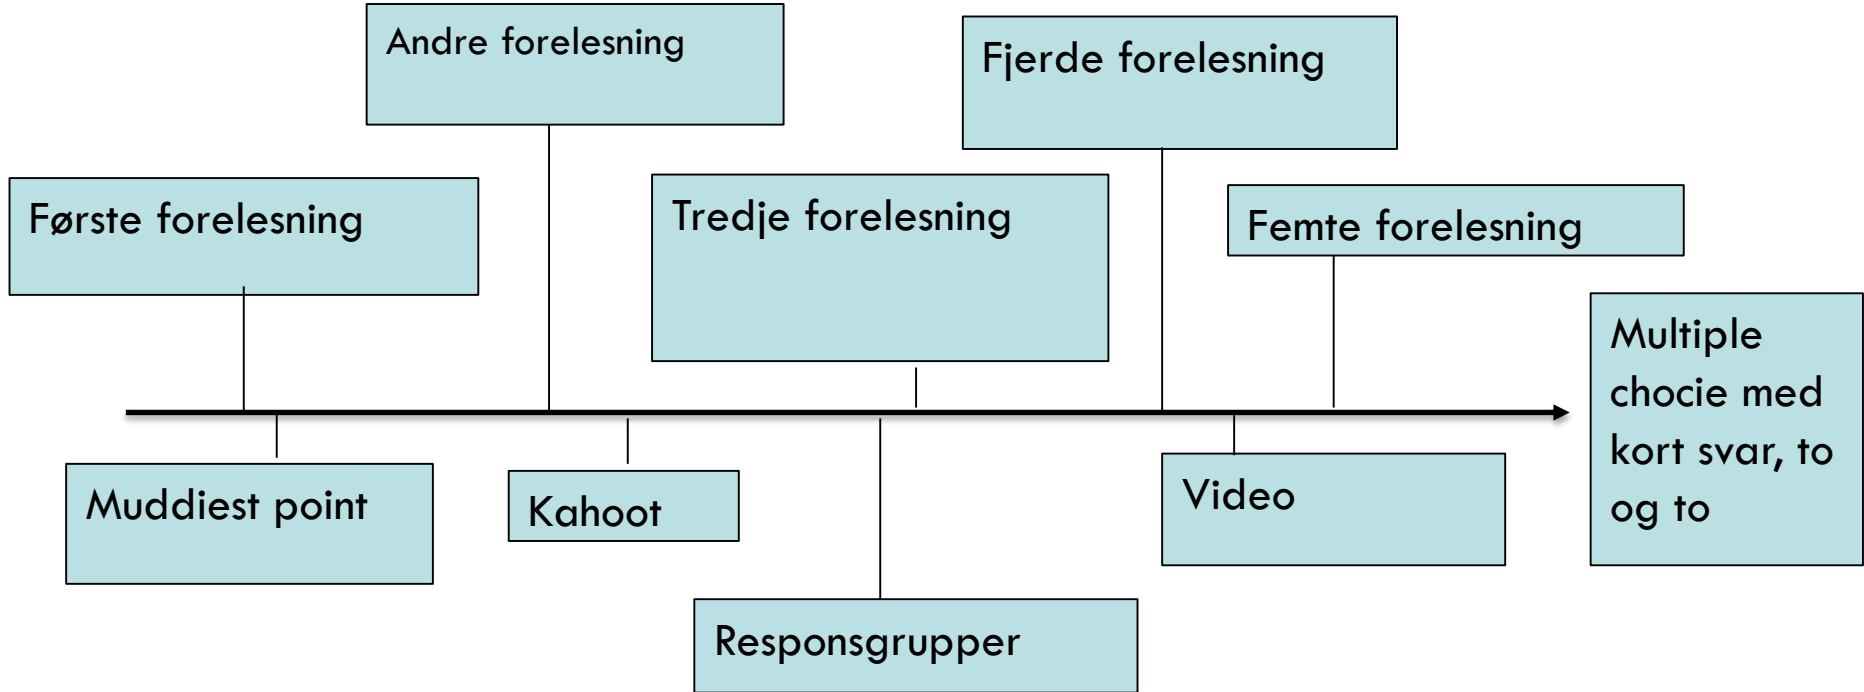 Andre forelesning
Fjerde forelesning
Første forelesning
Tredje forelesning
Femte forelesning
Multiple
chocie med
kort svar, to
og to
Muddiest point
Kahoot
Video
Responsgrupper